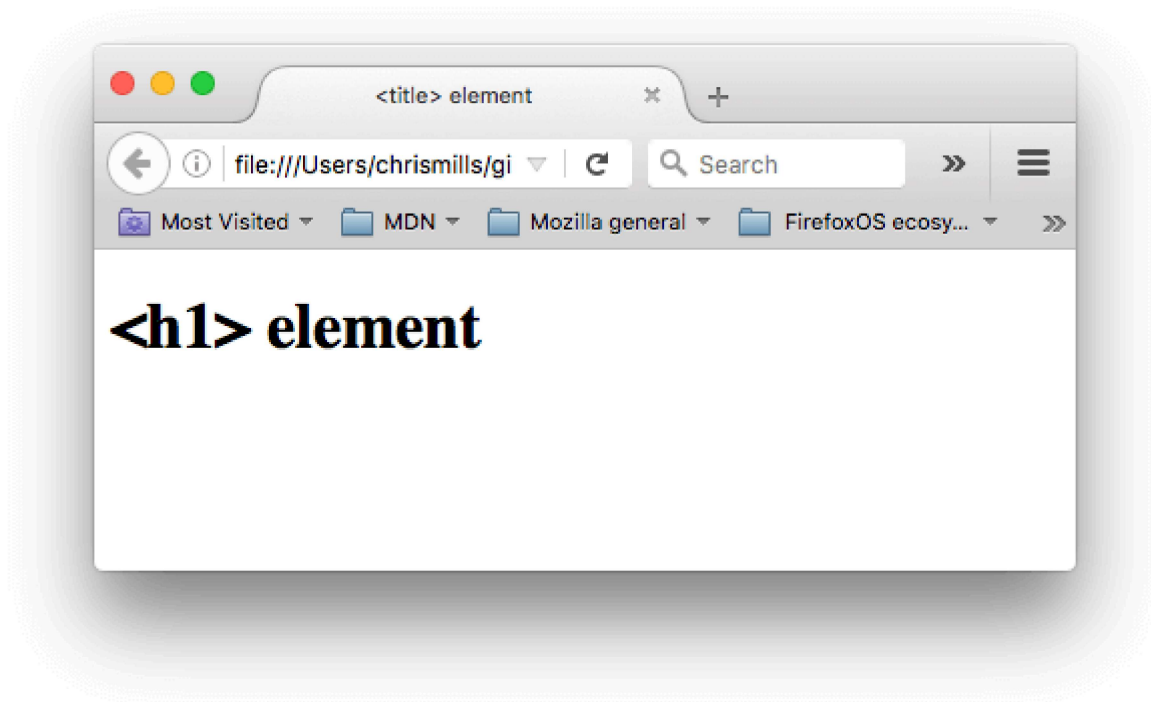 <title> element
file:///Users/chrismills/gi
Search
Most Visited MDN Mozilla general FirefoxOS ecosy...
<h1> element